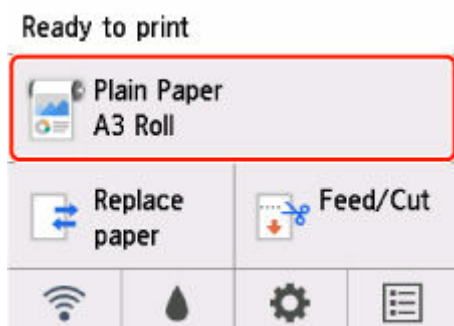 Ready to print
Plain Paper
A3 Roll
Replace
paper
Feed/Cut